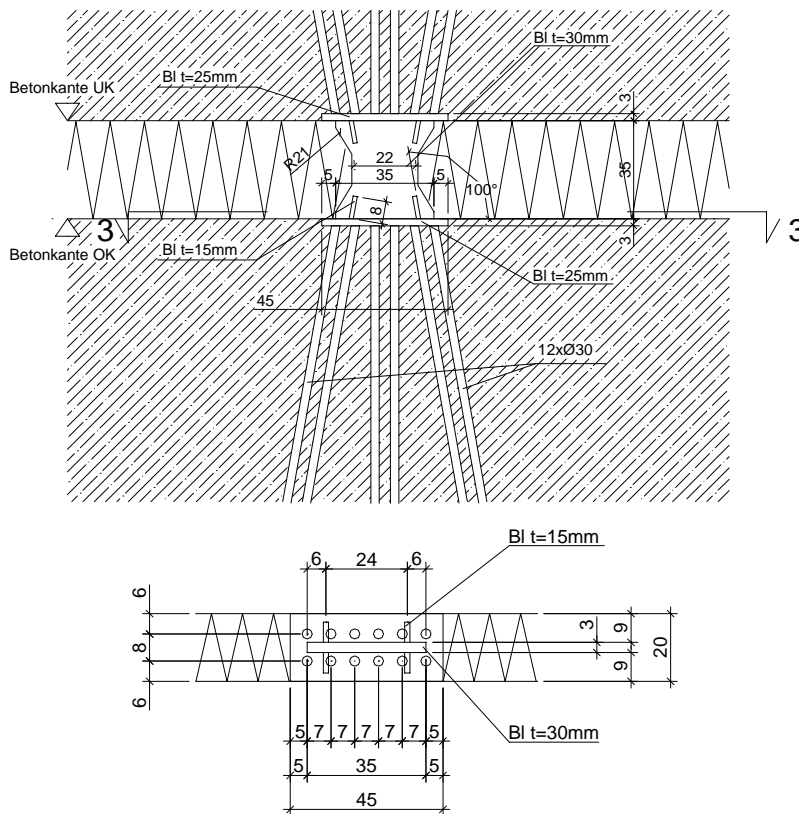 Bl t=30mm
Bl t=25mm
Betonkante UK
3
R21
22
5 35 5
100°
35
8
3
3
3
Bl t=15mm
Betonkante OK
Bl t=25mm
45
12xØ30
Bl t=15mm
6 24 6
6
3
9
8
20
9
6
5 7 7 7 7 7 5
Bl t=30mm
5 35 5
45